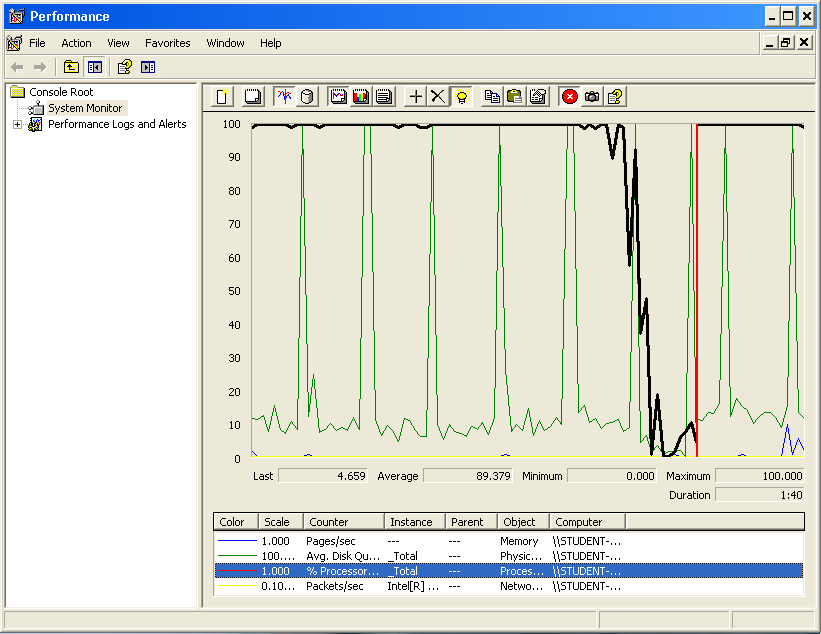 Performance
File Action View Favorites Window Help
Console Root
System Monitor
Performance Logs and Alerts
100
90
80
70
60
50
40
30
20
10
0
Last 4.659 Average 89.379 Minimum 0.000 Maximum 100.000
Duration 1:40
Color Scale Counter Instance Parent Object Computer
1.000 Pages/sec --- --- Memory \\STUDENT-...
100.... Avg. Disk Qu... _Total --- Physic... \\STUDENT-...
1.000 % Processor... _Total --- Proces... \\STUDENT-...
0.10... Packets/sec Intel[R] ... --- Netwo... \\STUDENT-...